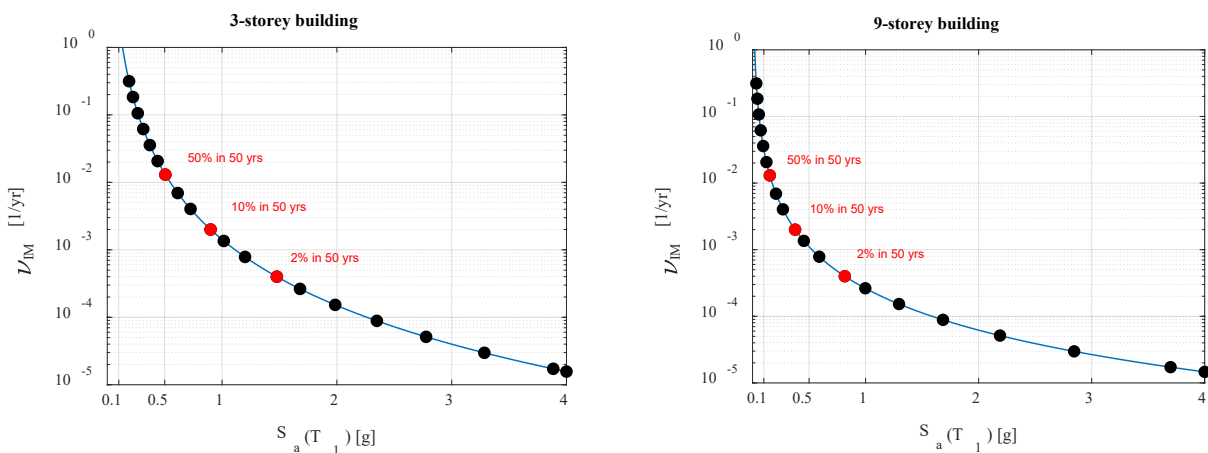 3-storey building
10 0
10 -1
10 -2
10 -3
10 -4
10 -5
ν IM [1/yr]
50% in 50 yrs
10% in 50 yrs
2% in 50 yrs
0.1 0.5 1 2 3 4
S a (T 1 ) [g]
9-storey building
10 0
10 -1
10 -2
10 -3
10 -4
10 -5
ν IM [1/yr]
50% in 50 yrs
10% in 50 yrs
2% in 50 yrs
0.1 0.5 1 2 3 4
S a (T 1 ) [g]